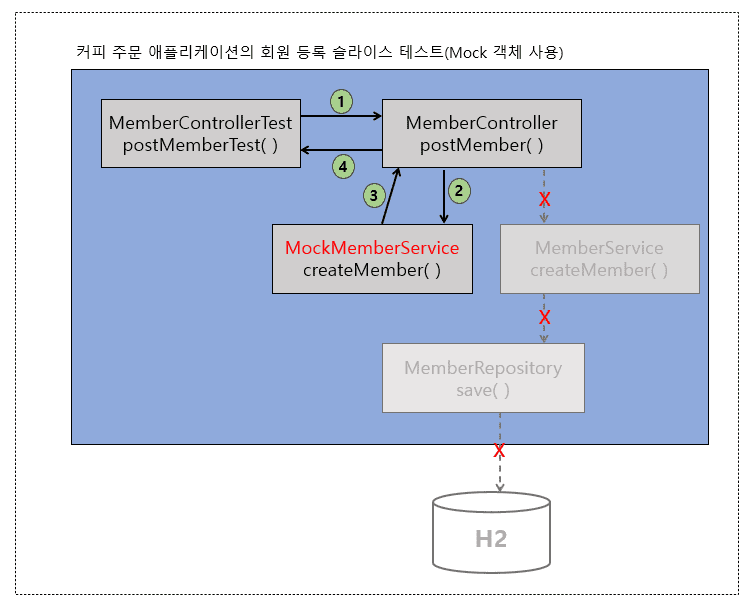 커피 주문 애플리케이션의 회원 등록 슬라이스 테스트(Mock 객체 사용)
MemberControllerTest
postMemberTest( )
1
MemberController
postMember( )
4
3
2
X
MockMemberService
createMember( )
MemberService
createMember( )
X
MemberRepository
save( )
X
H2